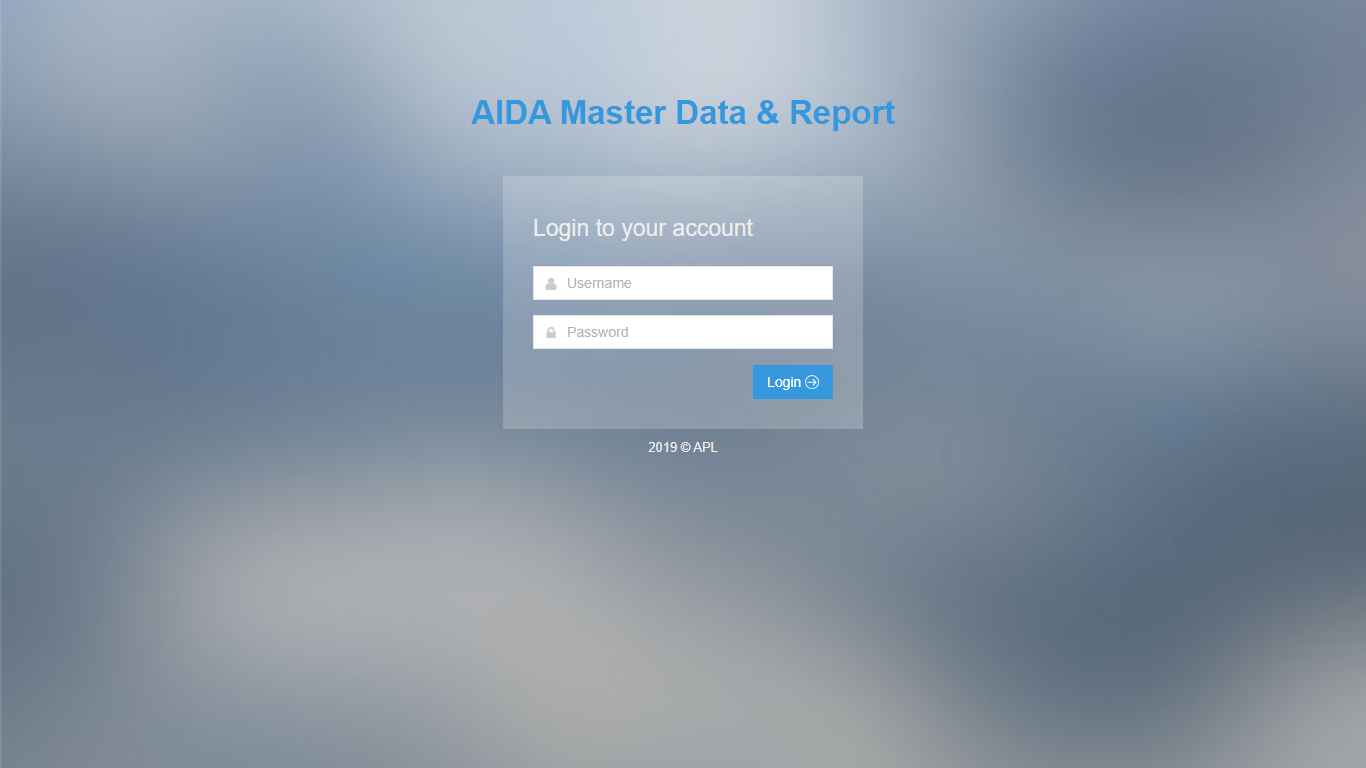 AIDA Master Data & Report
Login to your account
Username
Password
Login
2019 © APL